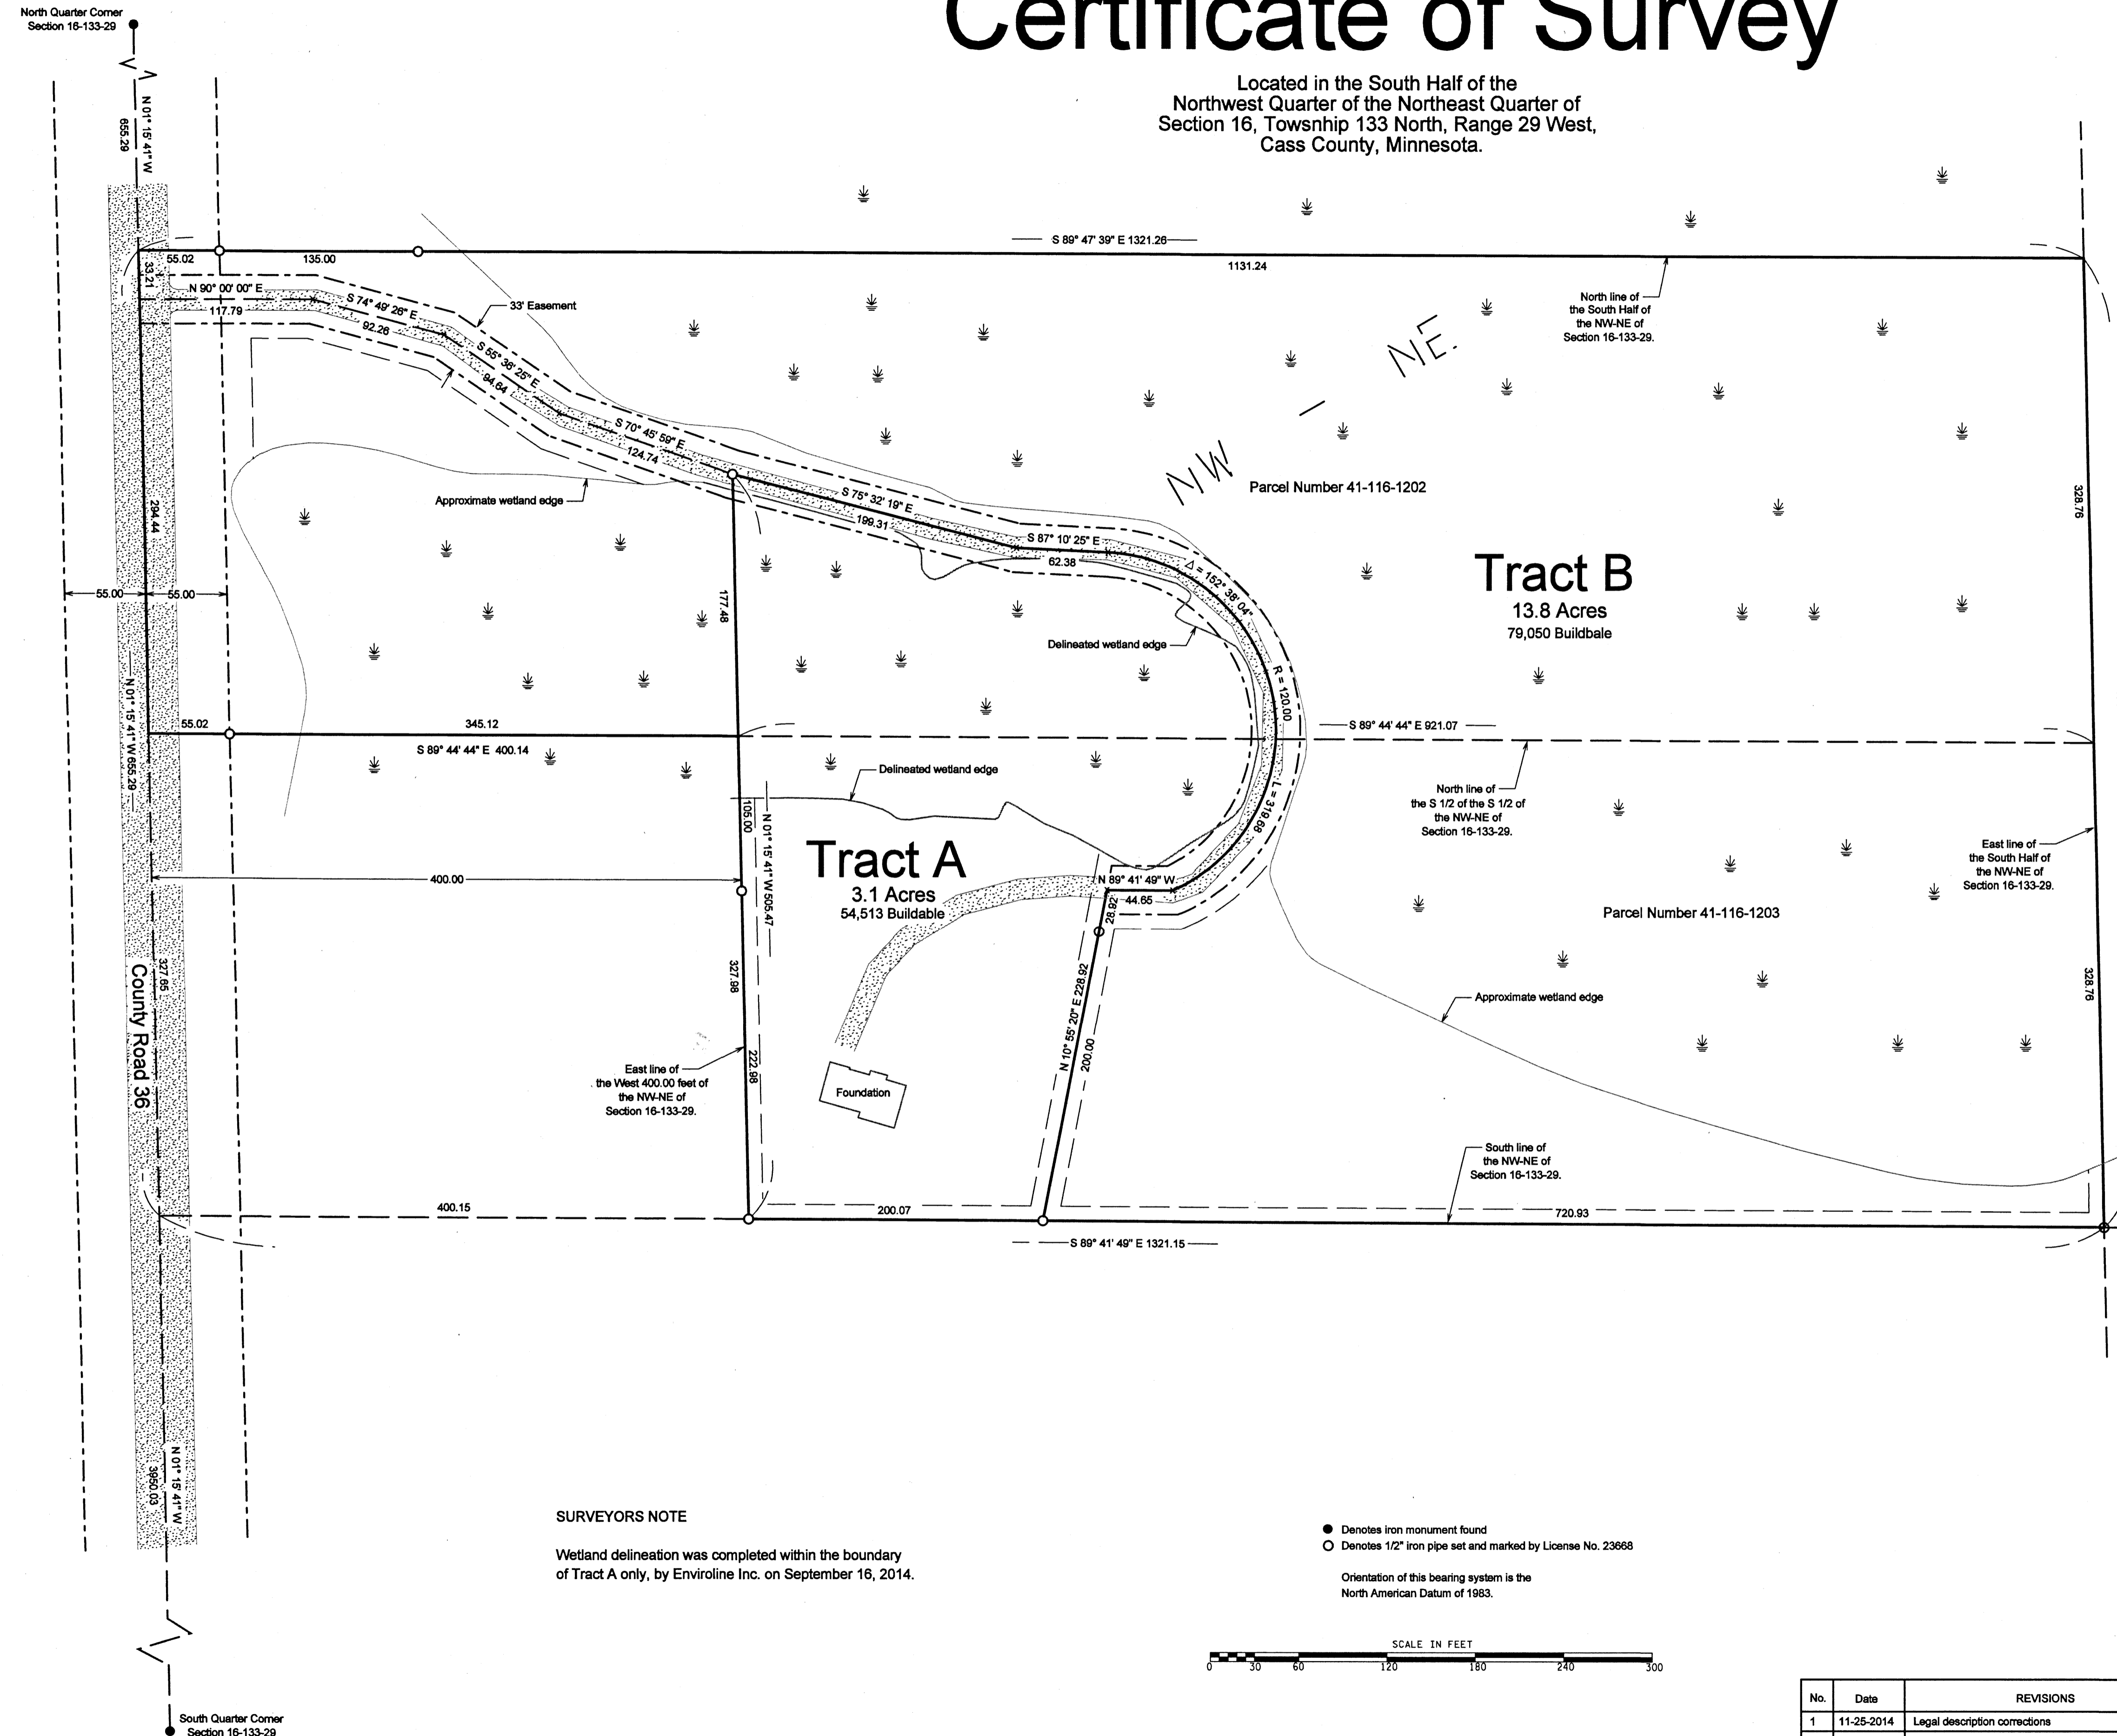 Certificate of Survey
Located in the South Half of the
Northwest Quarter of the Northeast Quarter of
Section 16, Towsnhip 133 North, Range 29 West,
Cass County, Minnesota.
North Quarter Corner
Section 16-133-29
N 01° 15' 41" W
655.29
S 89° 47' 39" E 1321.26
55.02
135.00
1131.24
33.21
N 90° 00' 00" E
117.79
S 74° 49' 26" E
92.26
33' Easement
S 55° 36' 25" E
94.64
S 70° 45' 59" E
124.74
North line of
the South Half of
the NW-NE of
Section 16-133-29.
NW - NE.
Approximate wetland edge
S 75° 32' 19" E
199.31
S 87° 10' 25" E
62.38
Parcel Number 41-116-1202
328.76
294.44
Tract B
13.8 Acres
79,050 Buildbale
55.00
55.00
177.48
Δ = 152° 38' 04"
R = 120.00
L = 319.68
Delineated wetland edge
N 01° 15' 41" W 655.29
55.02
345.12
S 89° 44' 44" E 400.14
S 89° 44' 44" E 921.07
Delineated wetland edge
North line of
the S 1/2 of the S 1/2 of
the NW-NE of
Section 16-133-29.
105.00
N 01° 15' 41" W 505.47
Tract A
3.1 Acres
54,513 Buildable
400.00
N 89° 41' 49" W
44.65
28.92
East line of
the South Half of
the NW-NE of
Section 16-133-29.
Parcel Number 41-116-1203
327.65
County Road 36
327.98
N 10° 55' 20" E 228.92
200.00
328.76
Approximate wetland edge
222.98
East line of
the West 400.00 feet of
the NW-NE of
Section 16-133-29.
Foundation
South line of
the NW-NE of
Section 16-133-29.
400.15
200.07
720.93
S 89° 41' 49" E 1321.15
N 01° 15' 41" W
3950.03
SURVEYORS NOTE
Wetland delineation was completed within the boundary
of Tract A only, by Enviroline Inc. on September 16, 2014.
Denotes iron monument found
Denotes 1/2" iron pipe set and marked by License No. 23668
Orientation of this bearing system is the
North American Datum of 1983.
SCALE IN FEET
0 30 60 120 180 240 300
South Quarter Corner
Section 16-133-29
No. Date REVISIONS
1 11-25-2014 Legal description corrections